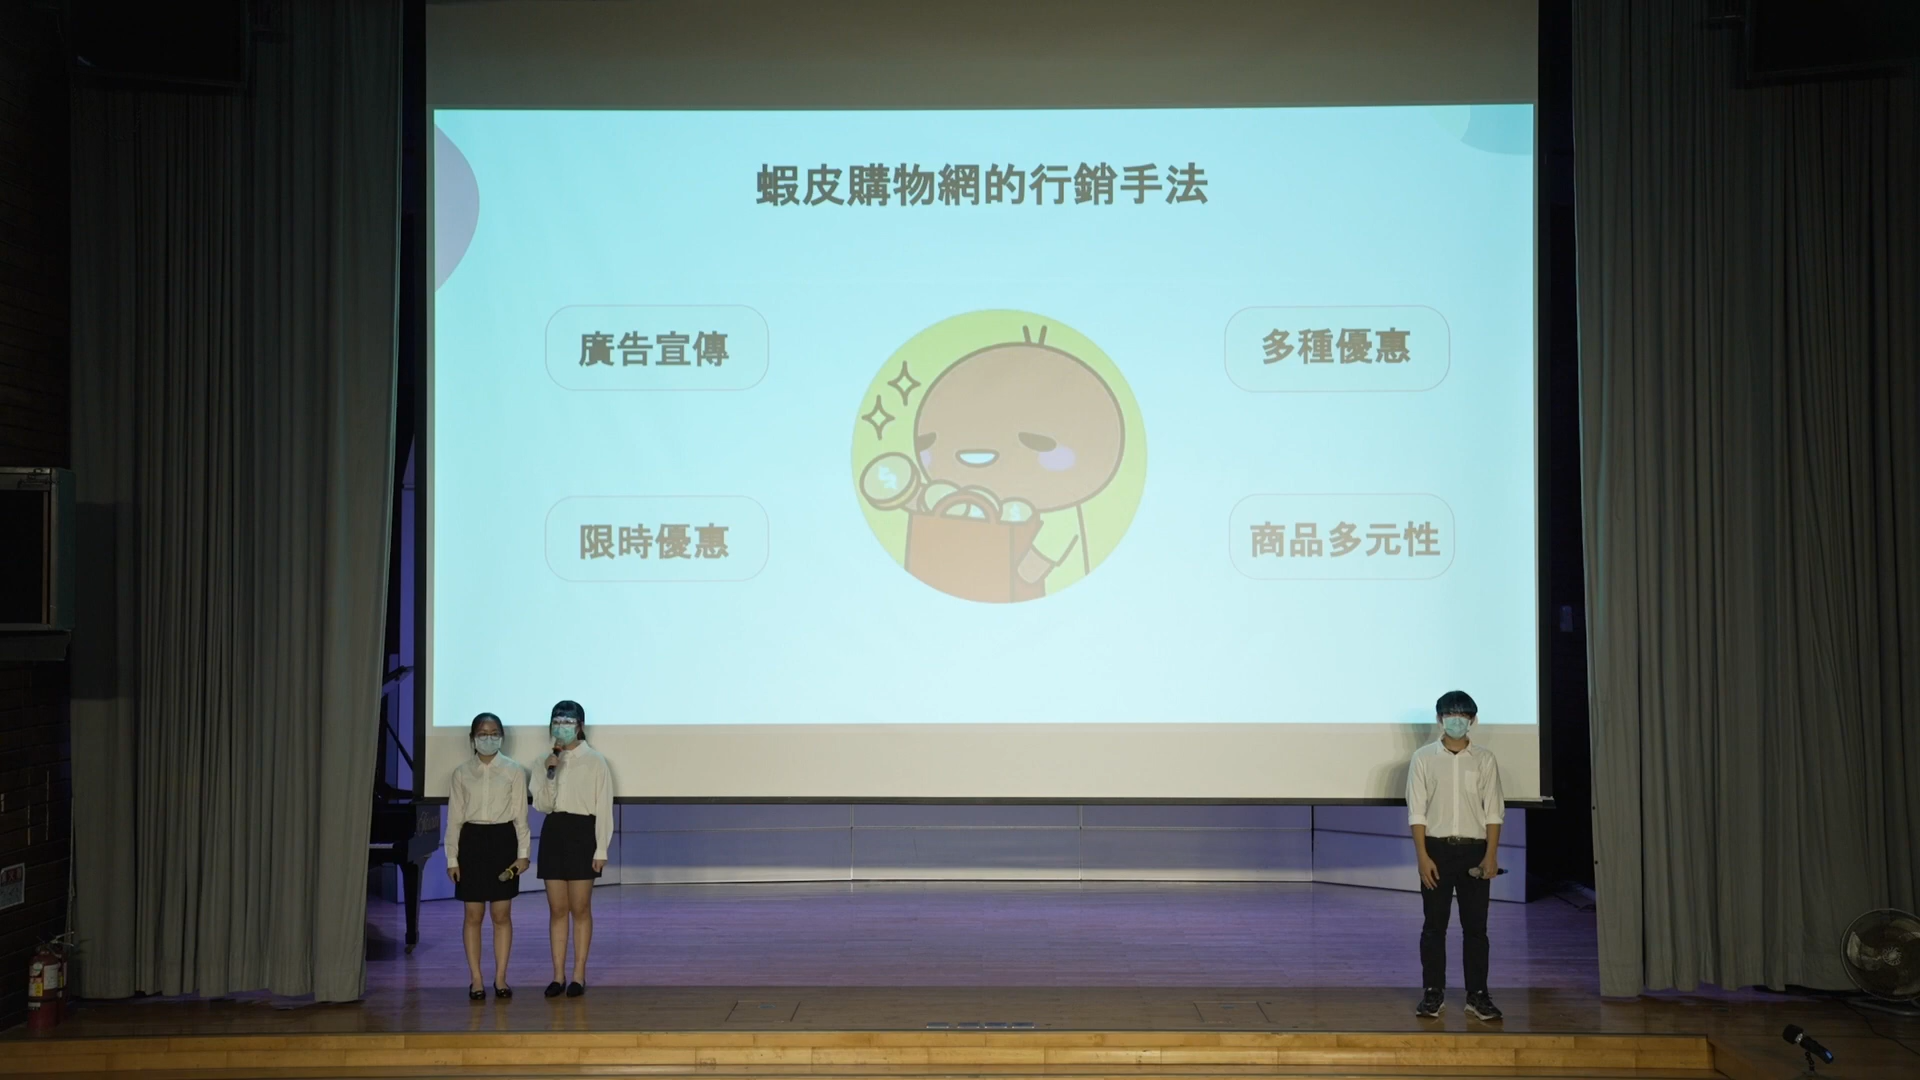 蝦皮購物網的行銷手法
廣告宣傳
多種優惠
限時優惠
商品多元性